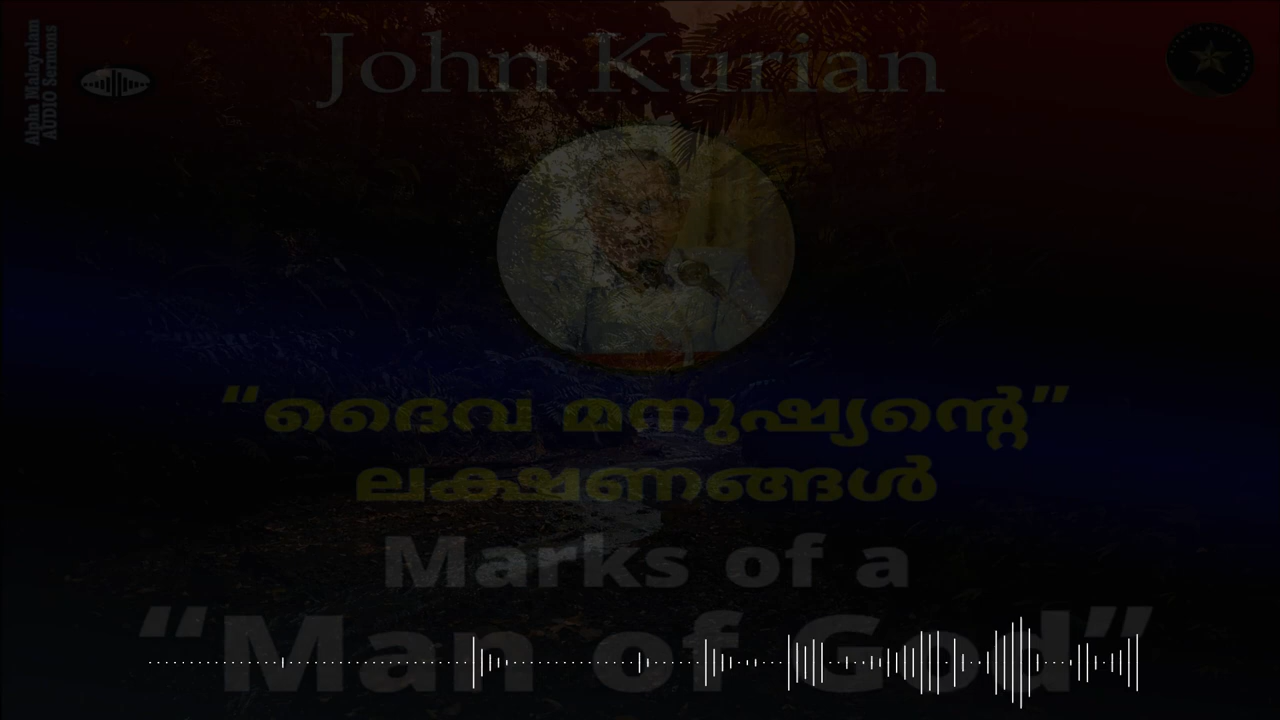 Alpha Malayalam
AUDIO Sermons
John Kurian
“ദൈവ മനുഷ്യന്റെ”
ലക്ഷണങ്ങൾ
Marks of a
“Man of God”